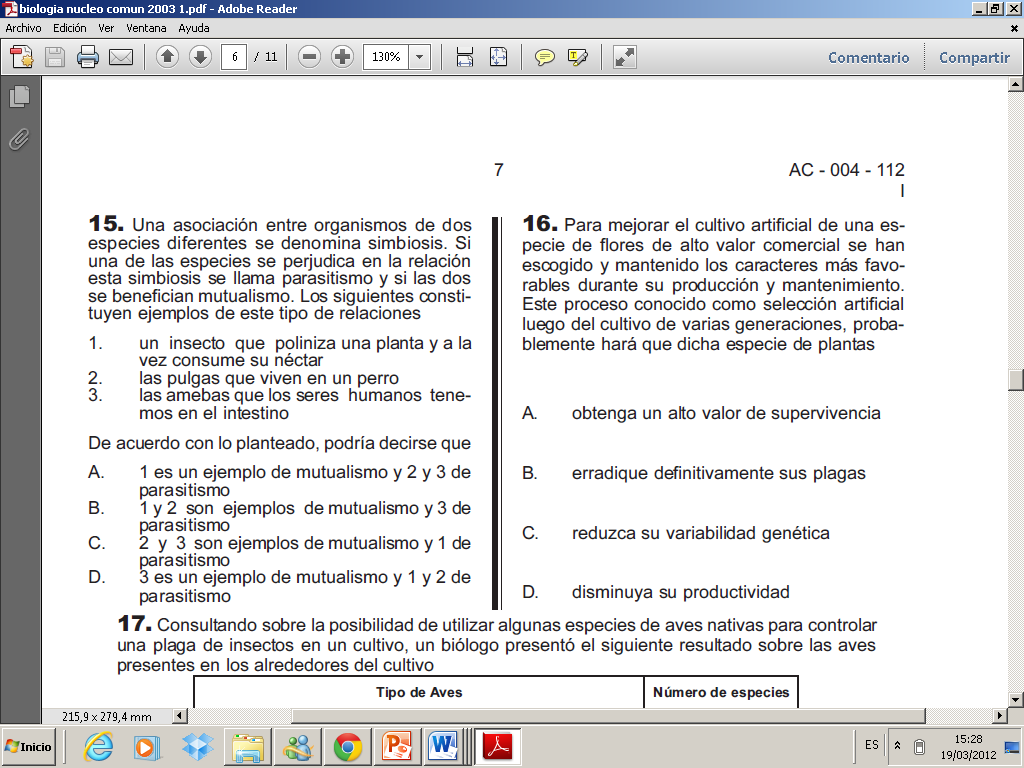 biologia nucleo comun 2003 1.pdf - Adobe Reader
Archivo Edición Ver Ventana Ayuda
6 / 11 130% Comentario Compartir
7 AC - 004 - 112
I
15. Una asociación entre organismos de dos
especies diferentes se denomina simbiosis. Si
una de las especies se perjudica en la relación
esta simbiosis se llama parasitismo y si las dos
se benefician mutualismo. Los siguientes consti-
tuyen ejemplos de este tipo de relaciones
1. un insecto que poliniza una planta y a la
vez consume su néctar
2. las pulgas que viven en un perro
3. las amebas que los seres humanos tene-
mos en el intestino
De acuerdo con lo planteado, podría decirse que
A. 1 es un ejemplo de mutualismo y 2 y 3 de
parasitismo
B. 1 y 2 son ejemplos de mutualismo y 3 de
parasitismo
C. 2 y 3 son ejemplos de mutualismo y 1 de
parasitismo
D. 3 es un ejemplo de mutualismo y 1 y 2 de
parasitismo
16. Para mejorar el cultivo artificial de una es-
pecie de flores de alto valor comercial se han
escogido y mantenido los caracteres más favo-
rables durante su producción y mantenimiento.
Este proceso conocido como selección artificial
luego del cultivo de varias generaciones, proba-
blemente hará que dicha especie de plantas
A. obtenga un alto valor de supervivencia
B. erradique definitivamente sus plagas
C. reduzca su variabilidad genética
D. disminuya su productividad
17. Consultando sobre la posibilidad de utilizar algunas especies de aves nativas para controlar
una plaga de insectos en un cultivo, un biólogo presentó el siguiente resultado sobre las aves
presentes en los alrededores del cultivo
Tipo de Aves Número de especies
215,9 x 279,4 mm
Inicio ES 15:28
19/03/2012